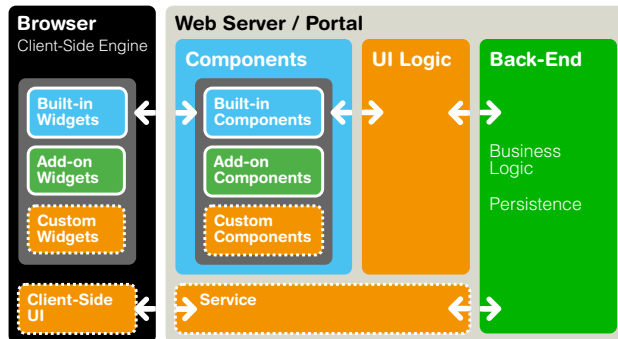 Browser
Client-Side Engine
Built-in
Widgets
Add-on
Widgets
Custom
Widgets
Client-Side
UI
Web Server / Portal
Components
Built-in
Components
Add-on
Components
Custom
Components
UI Logic
Service
Back-End
Business
Logic
Persistence